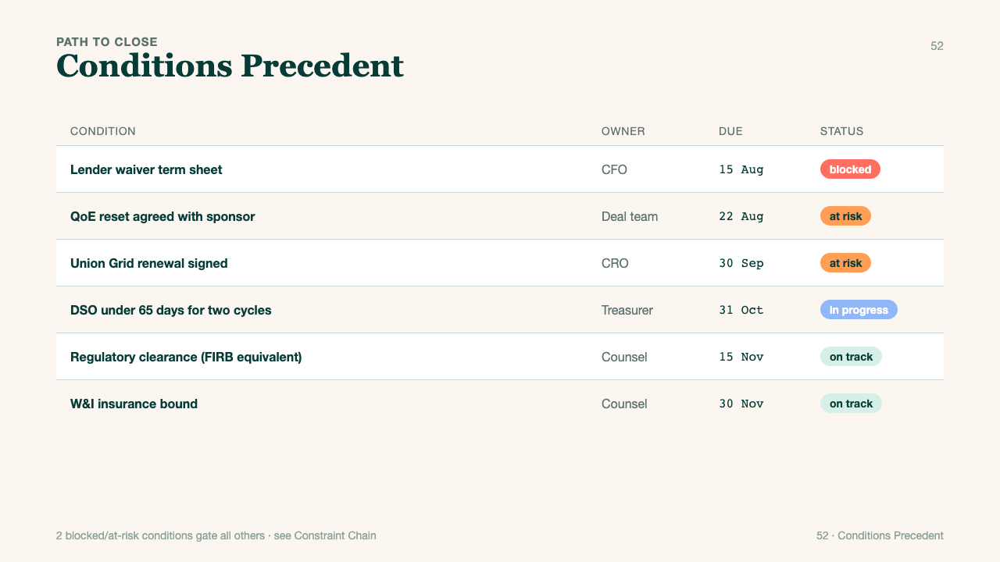 PATH TO CLOSE
52
Conditions Precedent
CONDITION OWNER DUE STATUS
Lender waiver term sheet CFO 15 Aug blocked
QoE reset agreed with sponsor Deal team 22 Aug at risk
Union Grid renewal signed CRO 30 Sep at risk
DSO under 65 days for two cycles Treasurer 31 Oct in progress
Regulatory clearance (FIRB equivalent) Counsel 15 Nov on track
W&I insurance bound Counsel 30 Nov on track
2 blocked/at-risk conditions gate all others · see Constraint Chain
52 · Conditions Precedent